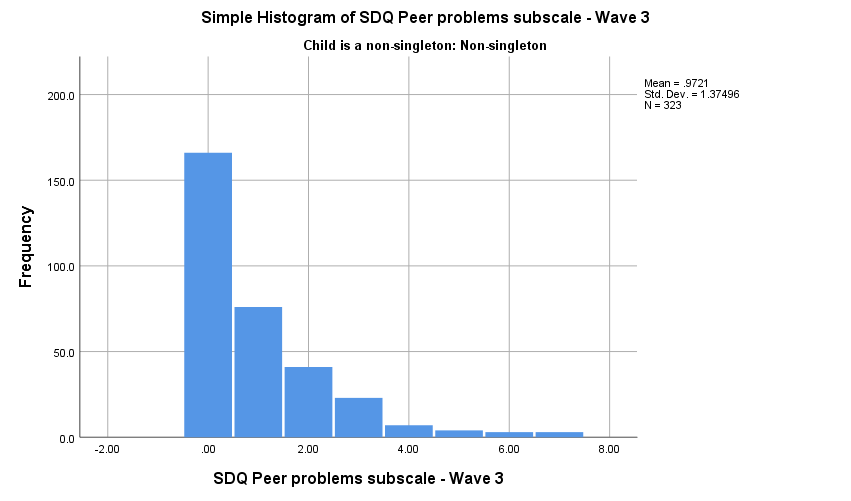 Simple Histogram of SDQ Peer problems subscale - Wave 3
Child is a non-singleton: Non-singleton
Mean = .9721
Std. Dev. = 1.37496
N = 323
200.0
150.0
100.0
50.0
0.0
Frequency
-2.00 .00 2.00 4.00 6.00 8.00
SDQ Peer problems subscale - Wave 3